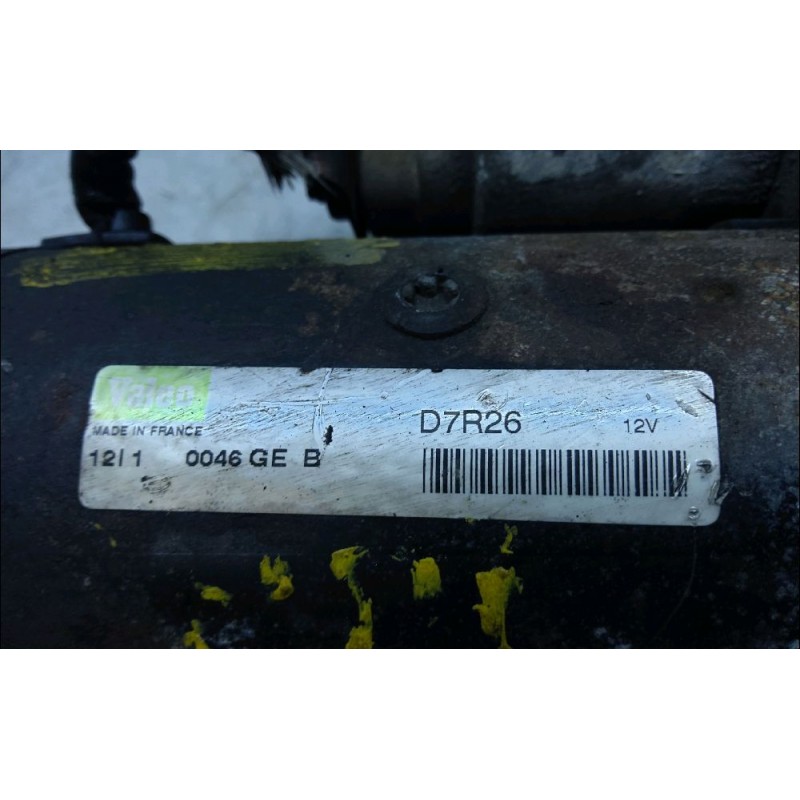 Valeo
MADE IN FRANCE
D7R26 12V
12/1 0046 GE B